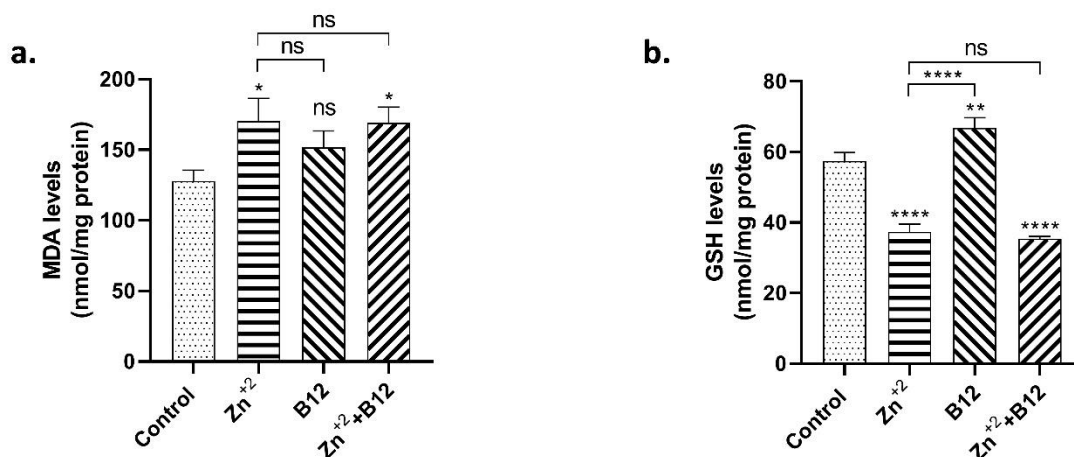 a.
ns
ns
* ns *
MDA levels
(nmol/mg protein)
200
150
100
50
0
Control
Zn⁺²
B12
Zn⁺²+B12
b.
ns
****
**
****
****
GSH levels
(nmol/mg protein)
80
60
40
20
0
Control
Zn⁺²
B12
Zn⁺²+B12